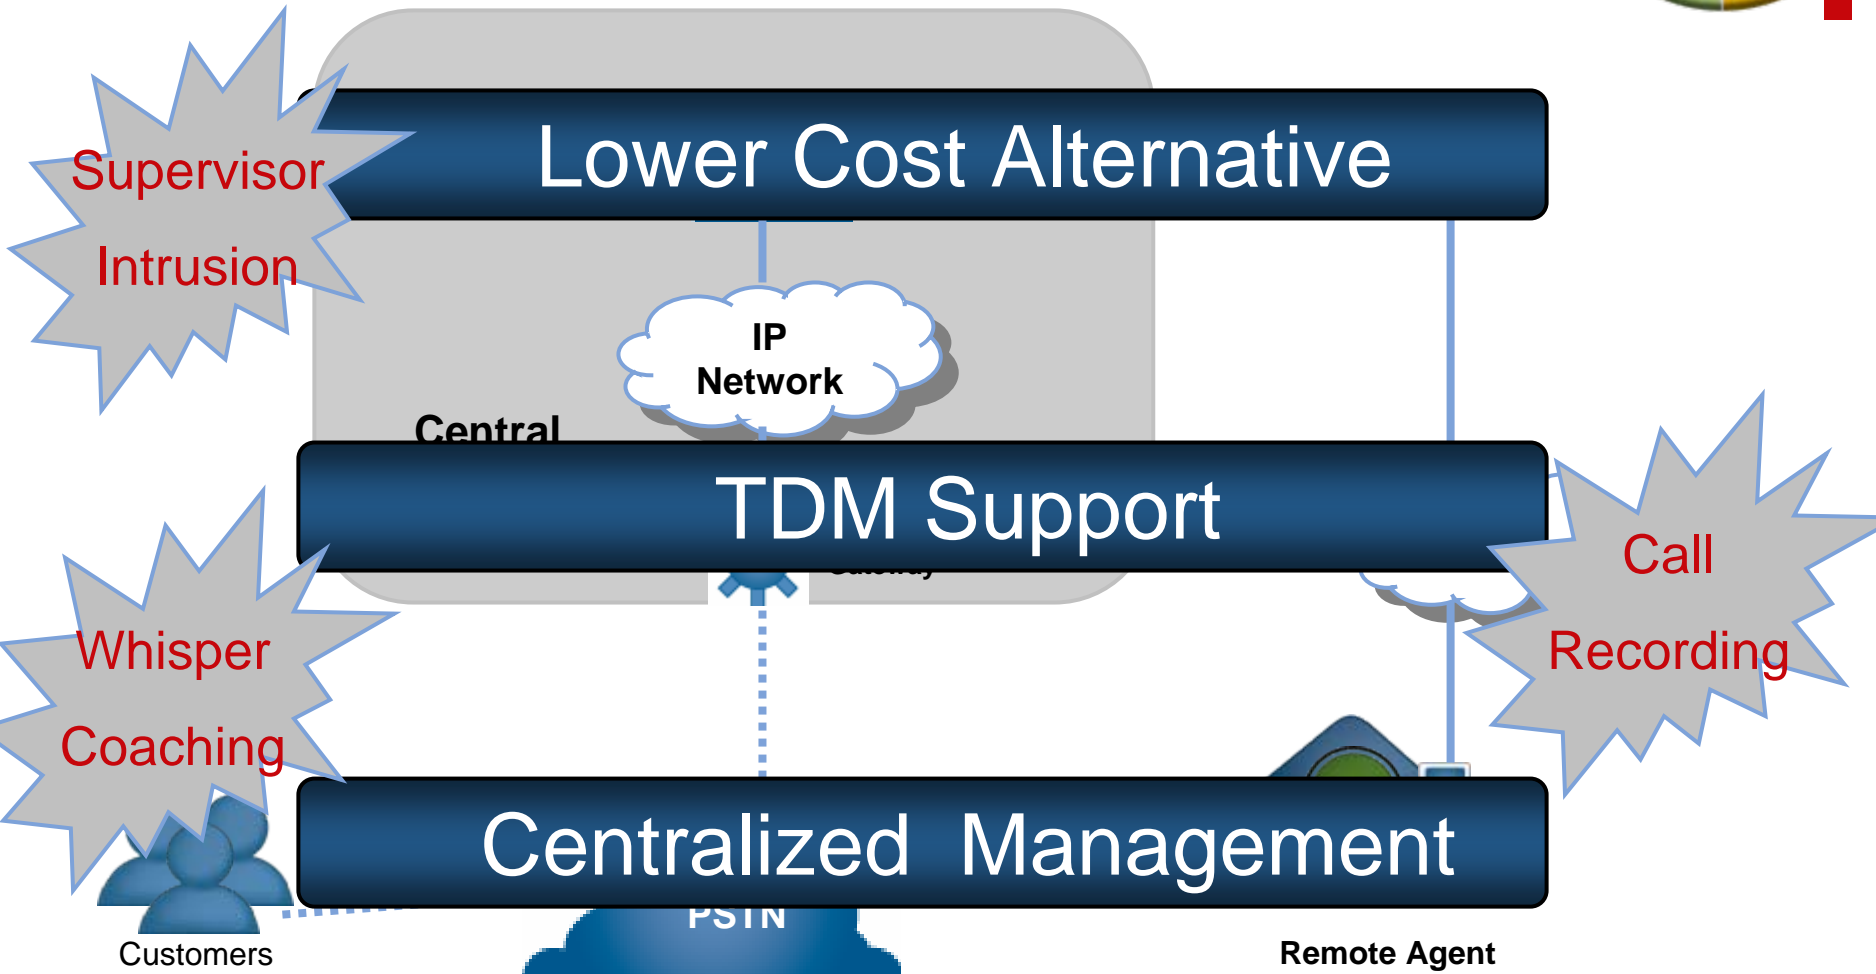 Lower Cost Alternative
Supervisor
Intrusion
IP
Network
Central
TDM Support
Call
Recording
Gateway
Whisper
Coaching
Centralized Management
PSTN
Customers
Remote Agent